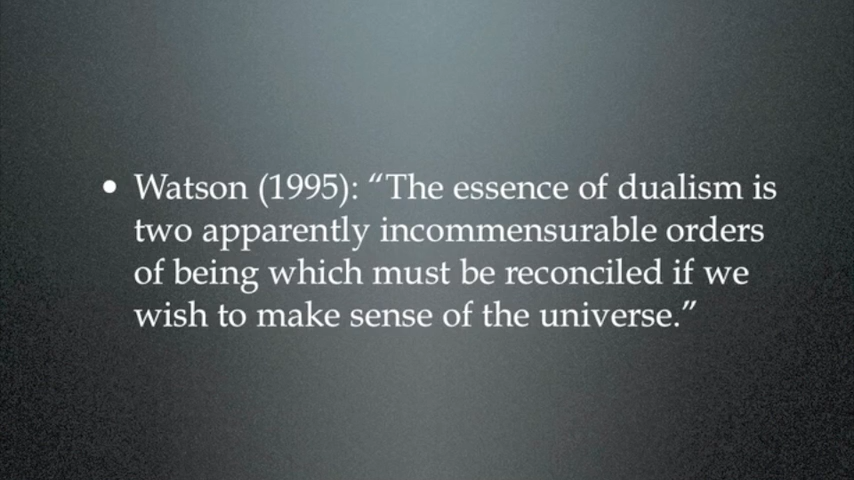 • Watson (1995): “The essence of dualism is
two apparently incommensurable orders
of being which must be reconciled if we
wish to make sense of the universe.”